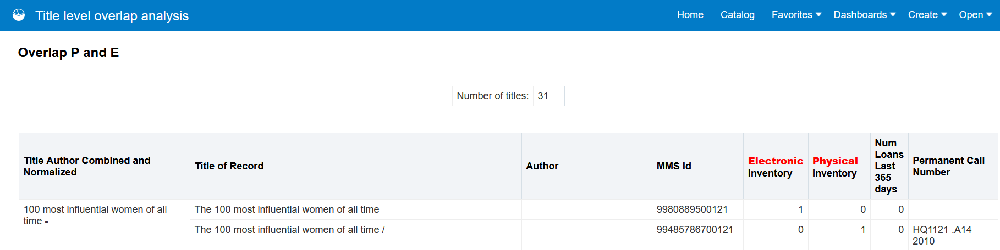 Title level overlap analysis
Home Catalog Favorites Dashboards Create Open
Overlap P and E
Number of titles: 31
Title Author Combined and
Normalized
Title of Record
Author
MMS Id
Electronic
Inventory
Physical
Inventory
Num
Loans
Last
365
days
Permanent Call
Number
100 most influential women of all
time -
The 100 most influential women of all time
9980889500121
1
0
0
The 100 most influential women of all time /
99485786700121
0
1
0
HQ1121 .A14
2010